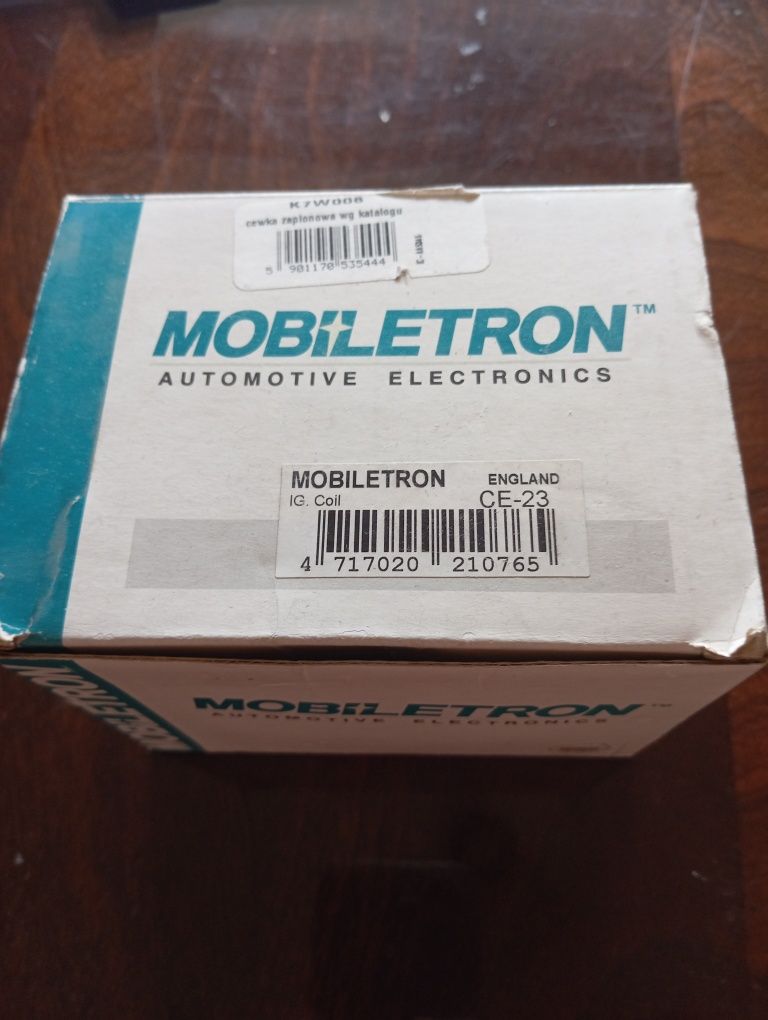 K7W008
cewka zapłonowa wg katalogu
5 901170 535444
MOBILETRON™
AUTOMOTIVE ELECTRONICS
MOBILETRON ENGLAND
IG. Coil CE-23
4 717020 210765
MOBILETRON™
AUTOMOTIVE ELECTRONICS
MOBILETRON